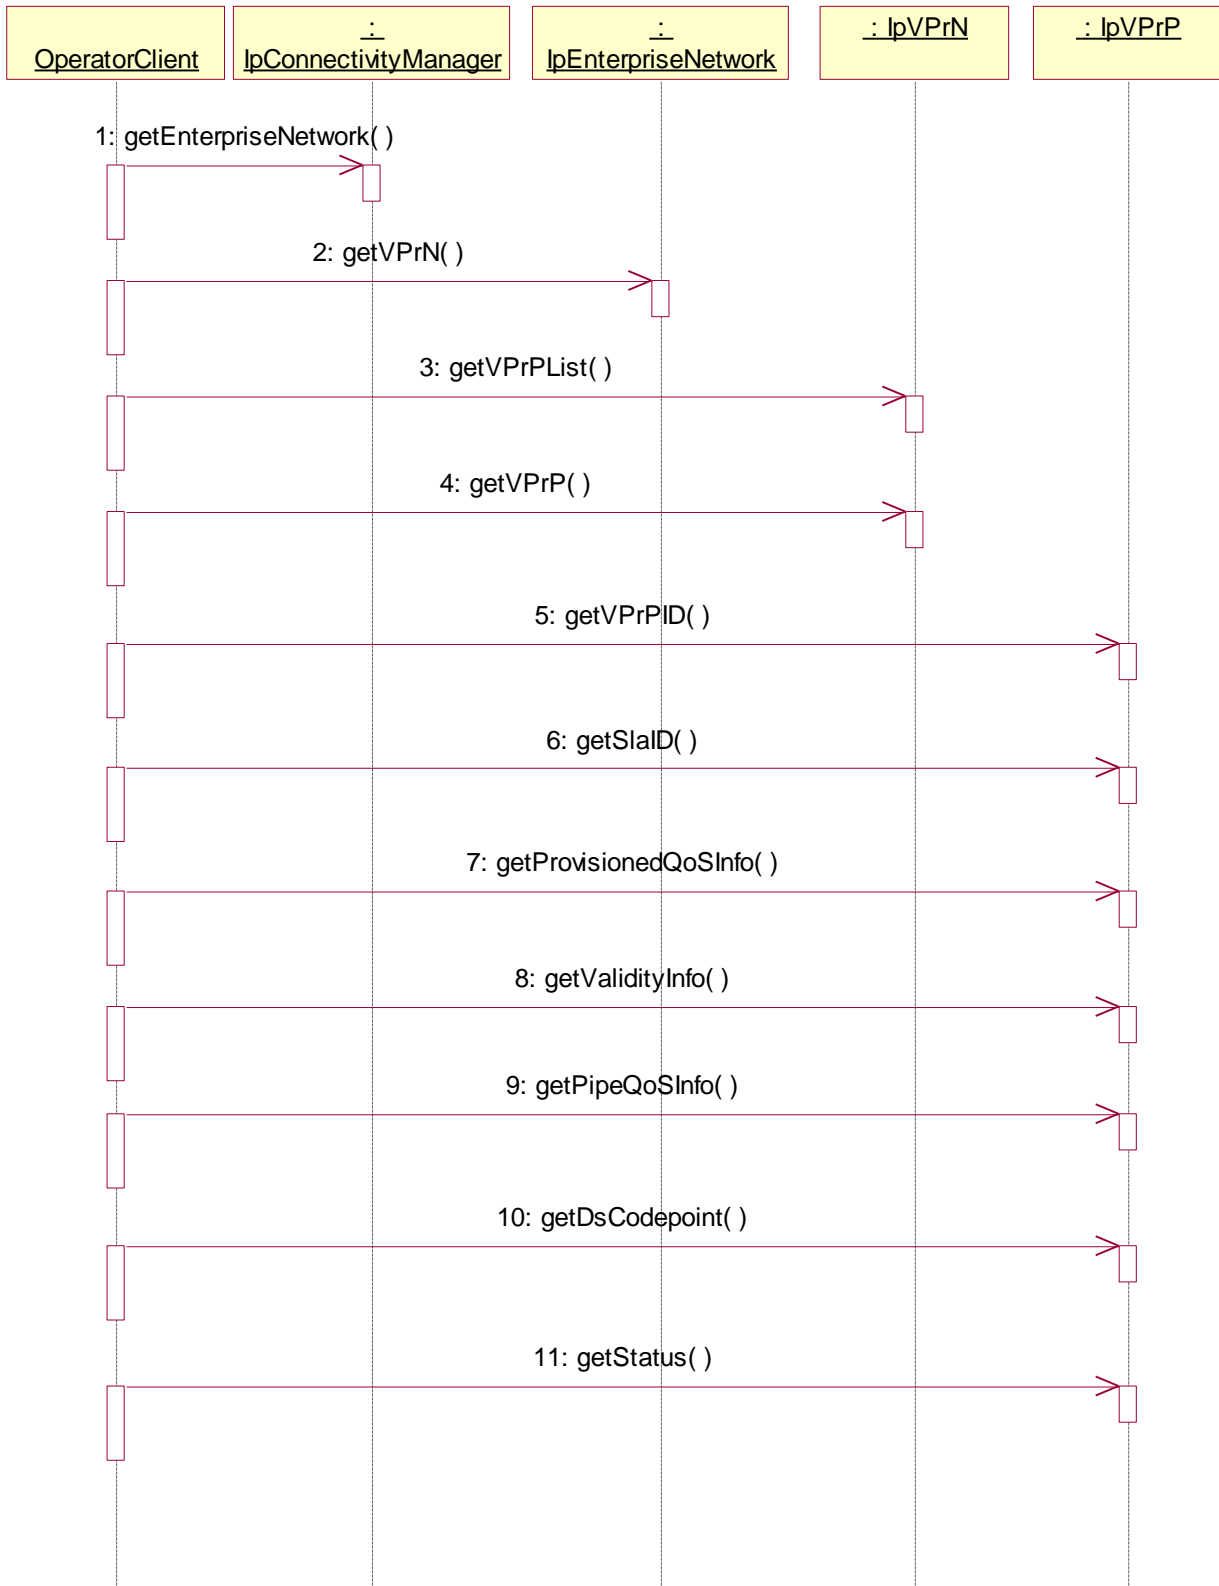 OperatorClient
:
IpConnectivityManager
:
IpEnterpriseNetwork
: IpVPrN
: IpVPrP
1: getEnterpriseNetwork( )
2: getVPrN( )
3: getVPrPList( )
4: getVPrP( )
5: getVPrPID( )
6: getSlaID( )
7: getProvisionedQoSInfo( )
8: getValidityInfo( )
9: getPipeQoSInfo( )
10: getDsCodepoint( )
11: getStatus( )